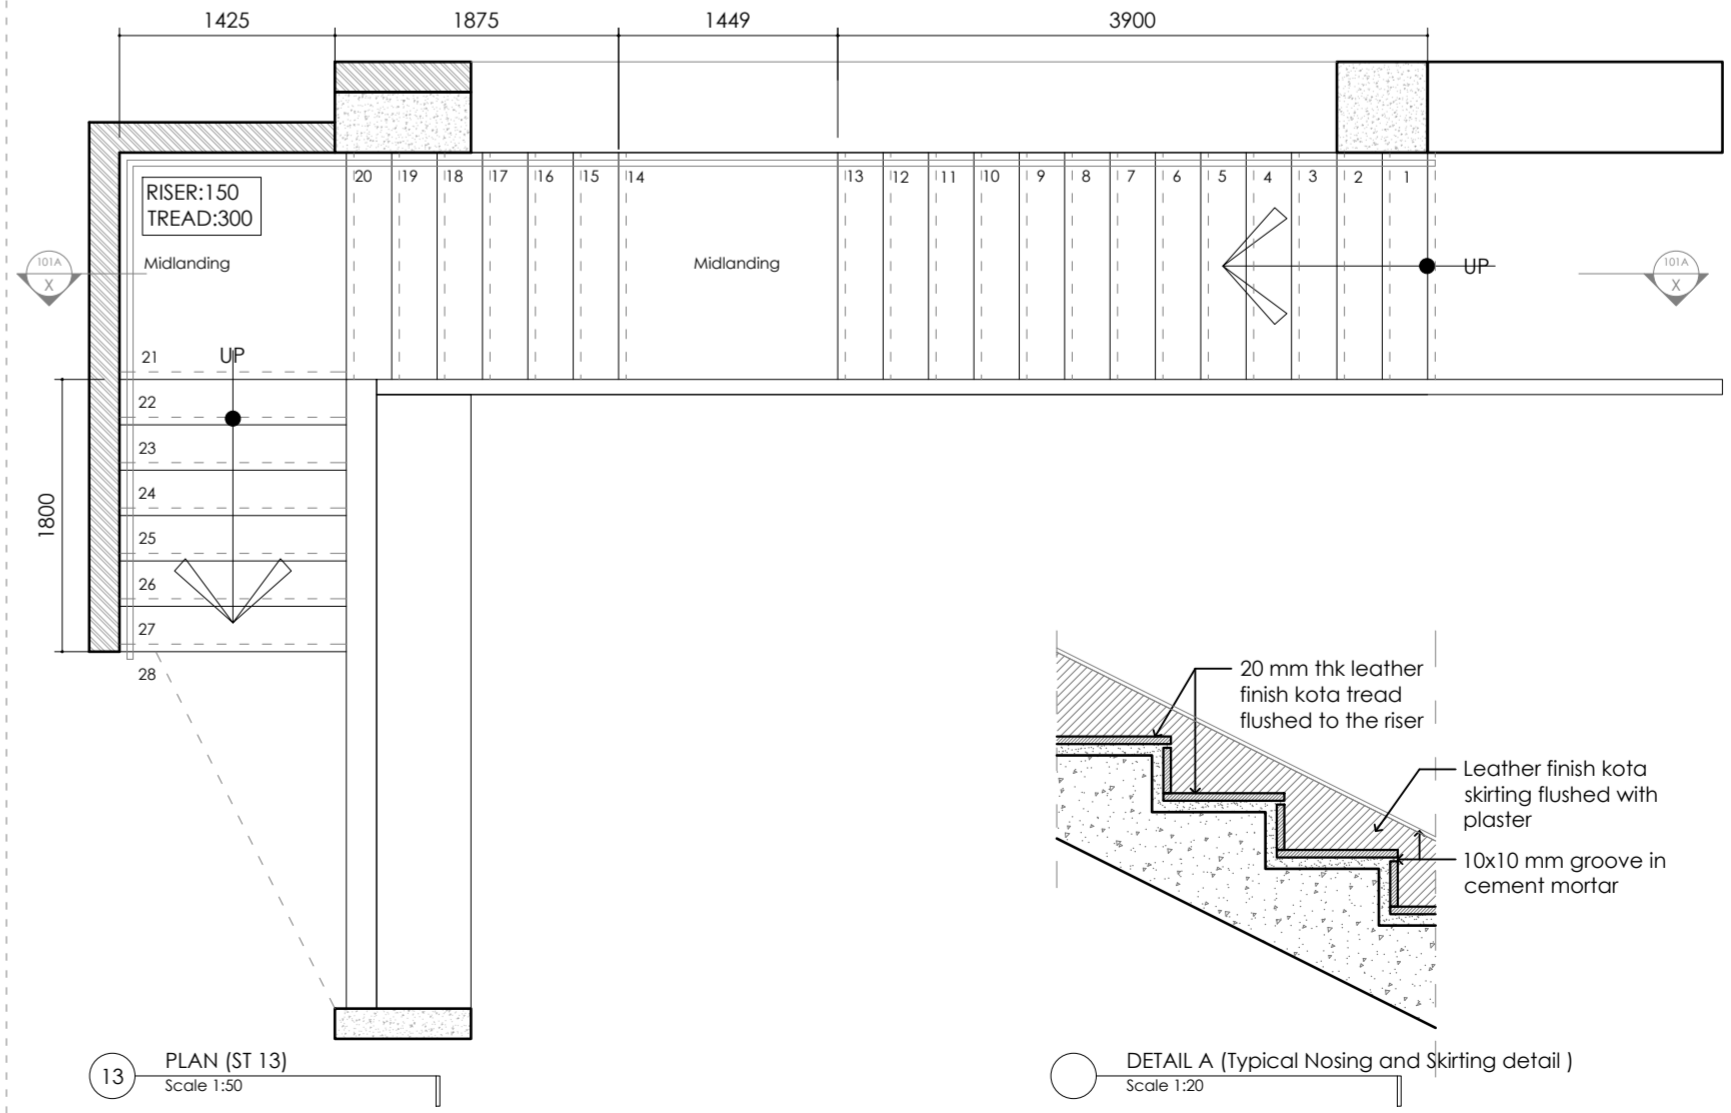 1425
1875
1449
3900
RISER:150
TREAD:300
20
19
18
17
16
15
14
13
12
11
10
9
8
7
6
5
4
3
2
1
101A
X
Midlanding
Midlanding
UP
101A
X
21
UP
22
23
24
25
26
27
28
1800
20 mm thk leather
finish kota tread
flushed to the riser
Leather finish kota
skirting flushed with
plaster
10x10 mm groove in
cement mortar
13
PLAN (ST 13)
Scale 1:50
DETAIL A (Typical Nosing and Skirting detail )
Scale 1:20